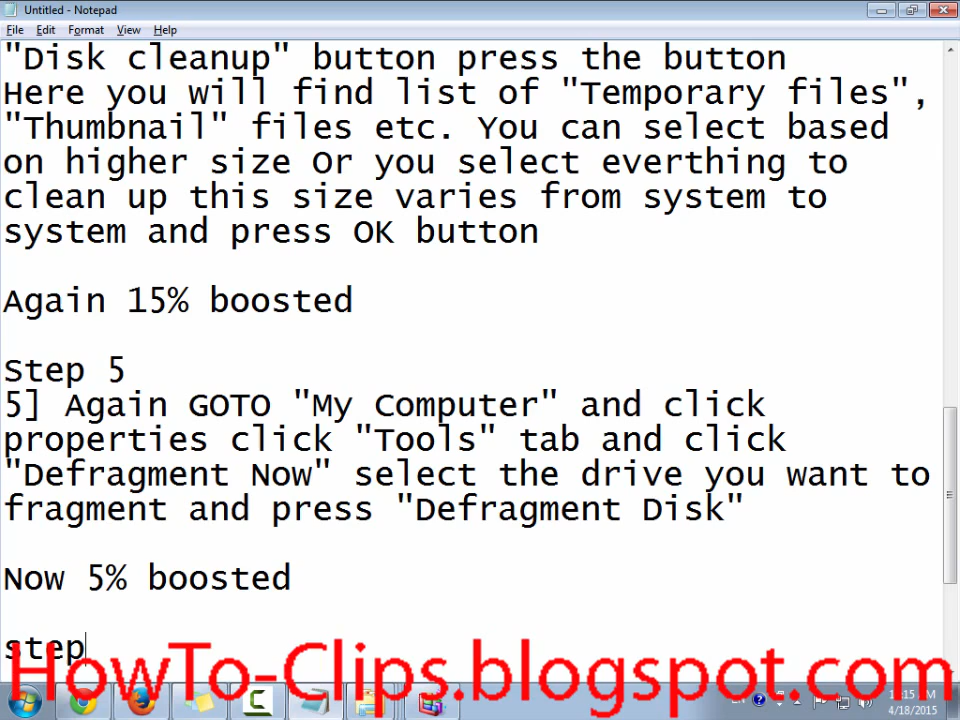 Untitled - Notepad
File Edit Format View Help
"Disk cleanup" button press the button
Here you will find list of "Temporary files",
"Thumbnail" files etc. You can select based
on higher size Or you select everthing to
clean up this size varies from system to
system and press OK button
Again 15% boosted
Step 5
5] Again GOTO "My Computer" and click
properties click "Tools" tab and click
"Defragment Now" select the drive you want to
fragment and press "Defragment Disk"
Now 5% boosted
step
HowTo-Clips.blogspot.com
4/18/2015